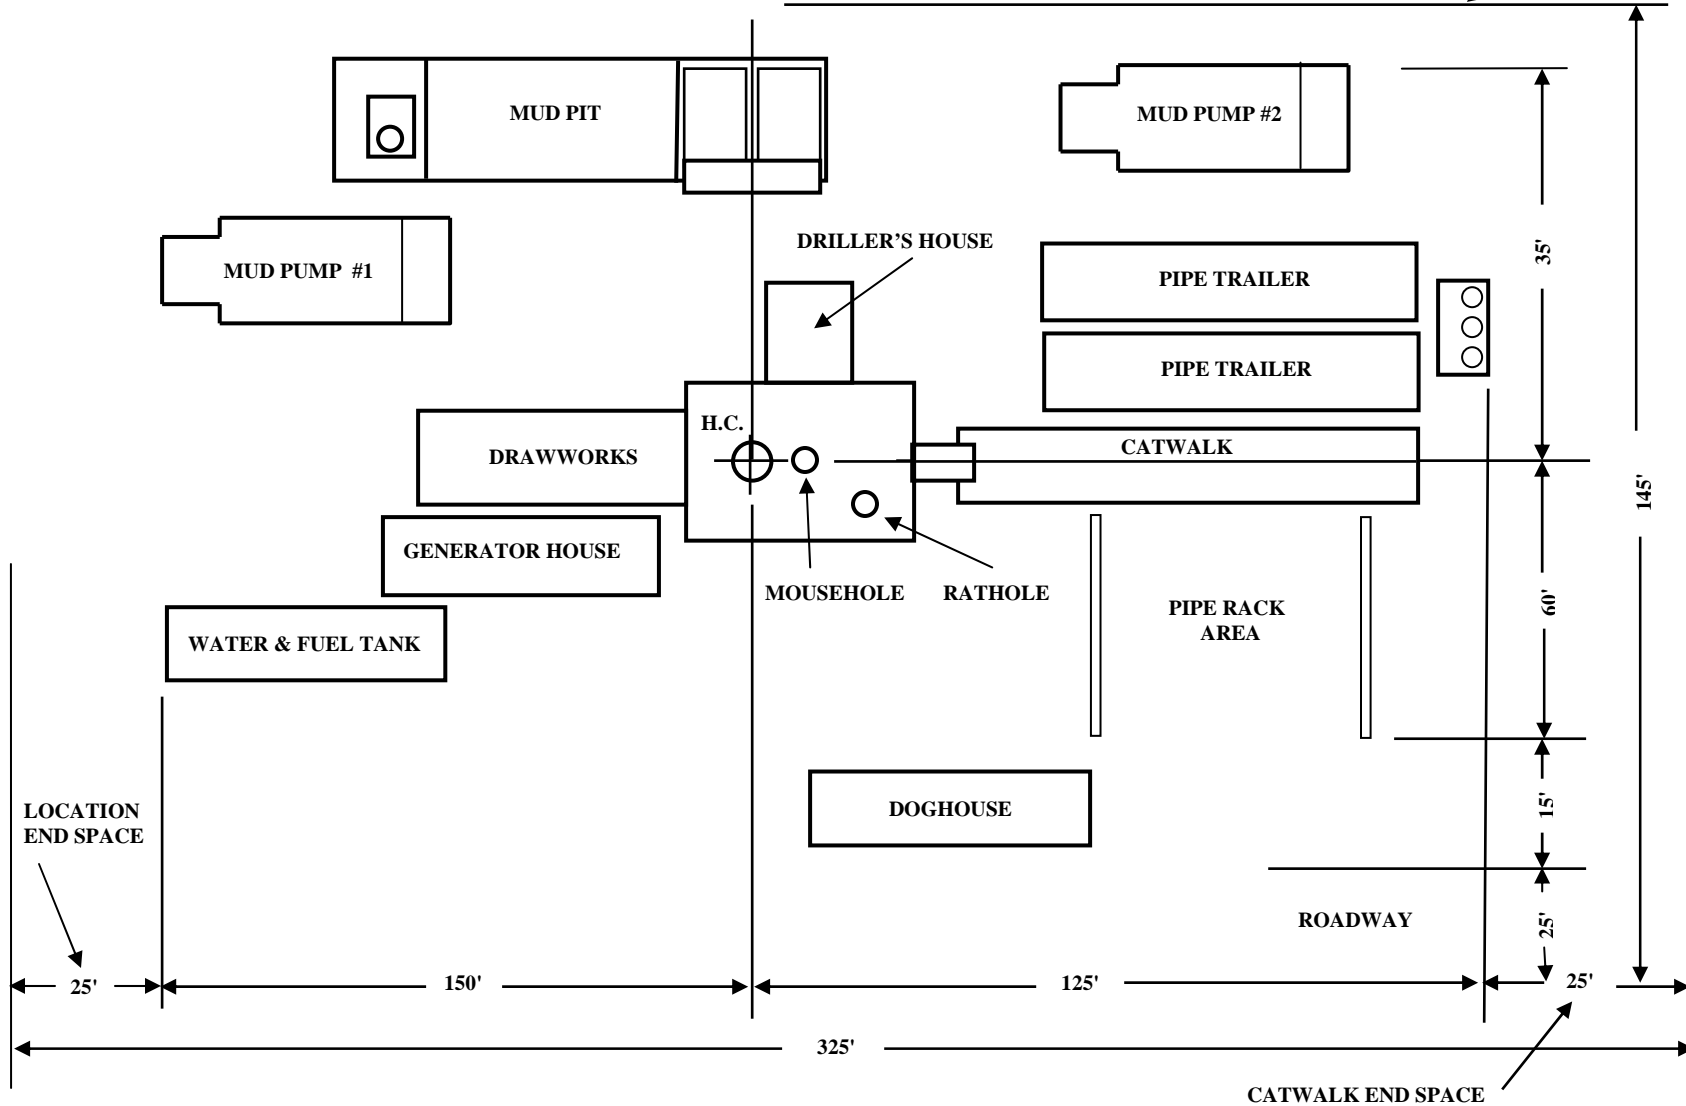 MUD PIT
MUD PUMP #2
DRILLER'S HOUSE
MUD PUMP #1
PIPE TRAILER
35'
PIPE TRAILER
H.C.
CATWALK
DRAWWORKS
145'
GENERATOR HOUSE
MOUSEHOLE
RATHOLE
60'
PIPE RACK
AREA
WATER & FUEL TANK
LOCATION
END SPACE
DOGHOUSE
15'
ROADWAY
25'
25'
150'
125'
25'
325'
CATWALK END SPACE